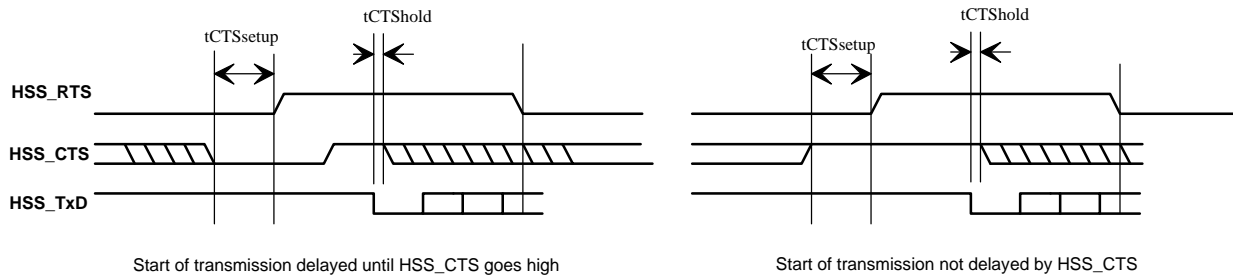 tCTShold
tCTSsetup
HSS_RTS
HSS_CTS
HSS_TxD
Start of transmission delayed until HSS_CTS goes high
tCTShold
tCTSsetup
Start of transmission not delayed by HSS_CTS